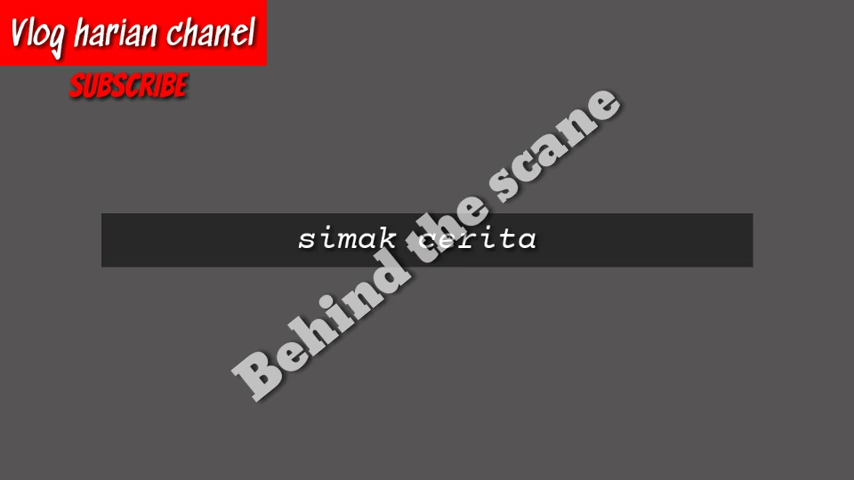 Vlog harian chanel
SUBSCRIBE
simak cerita
Behind the scane